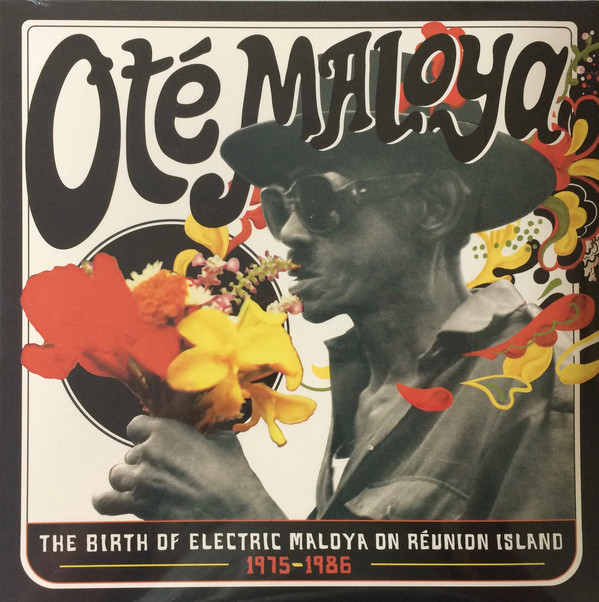 Oté MALOya
THE BIRTH OF ELECTRIC MALOYA ON RÉUNION ISLAND
1975-1986